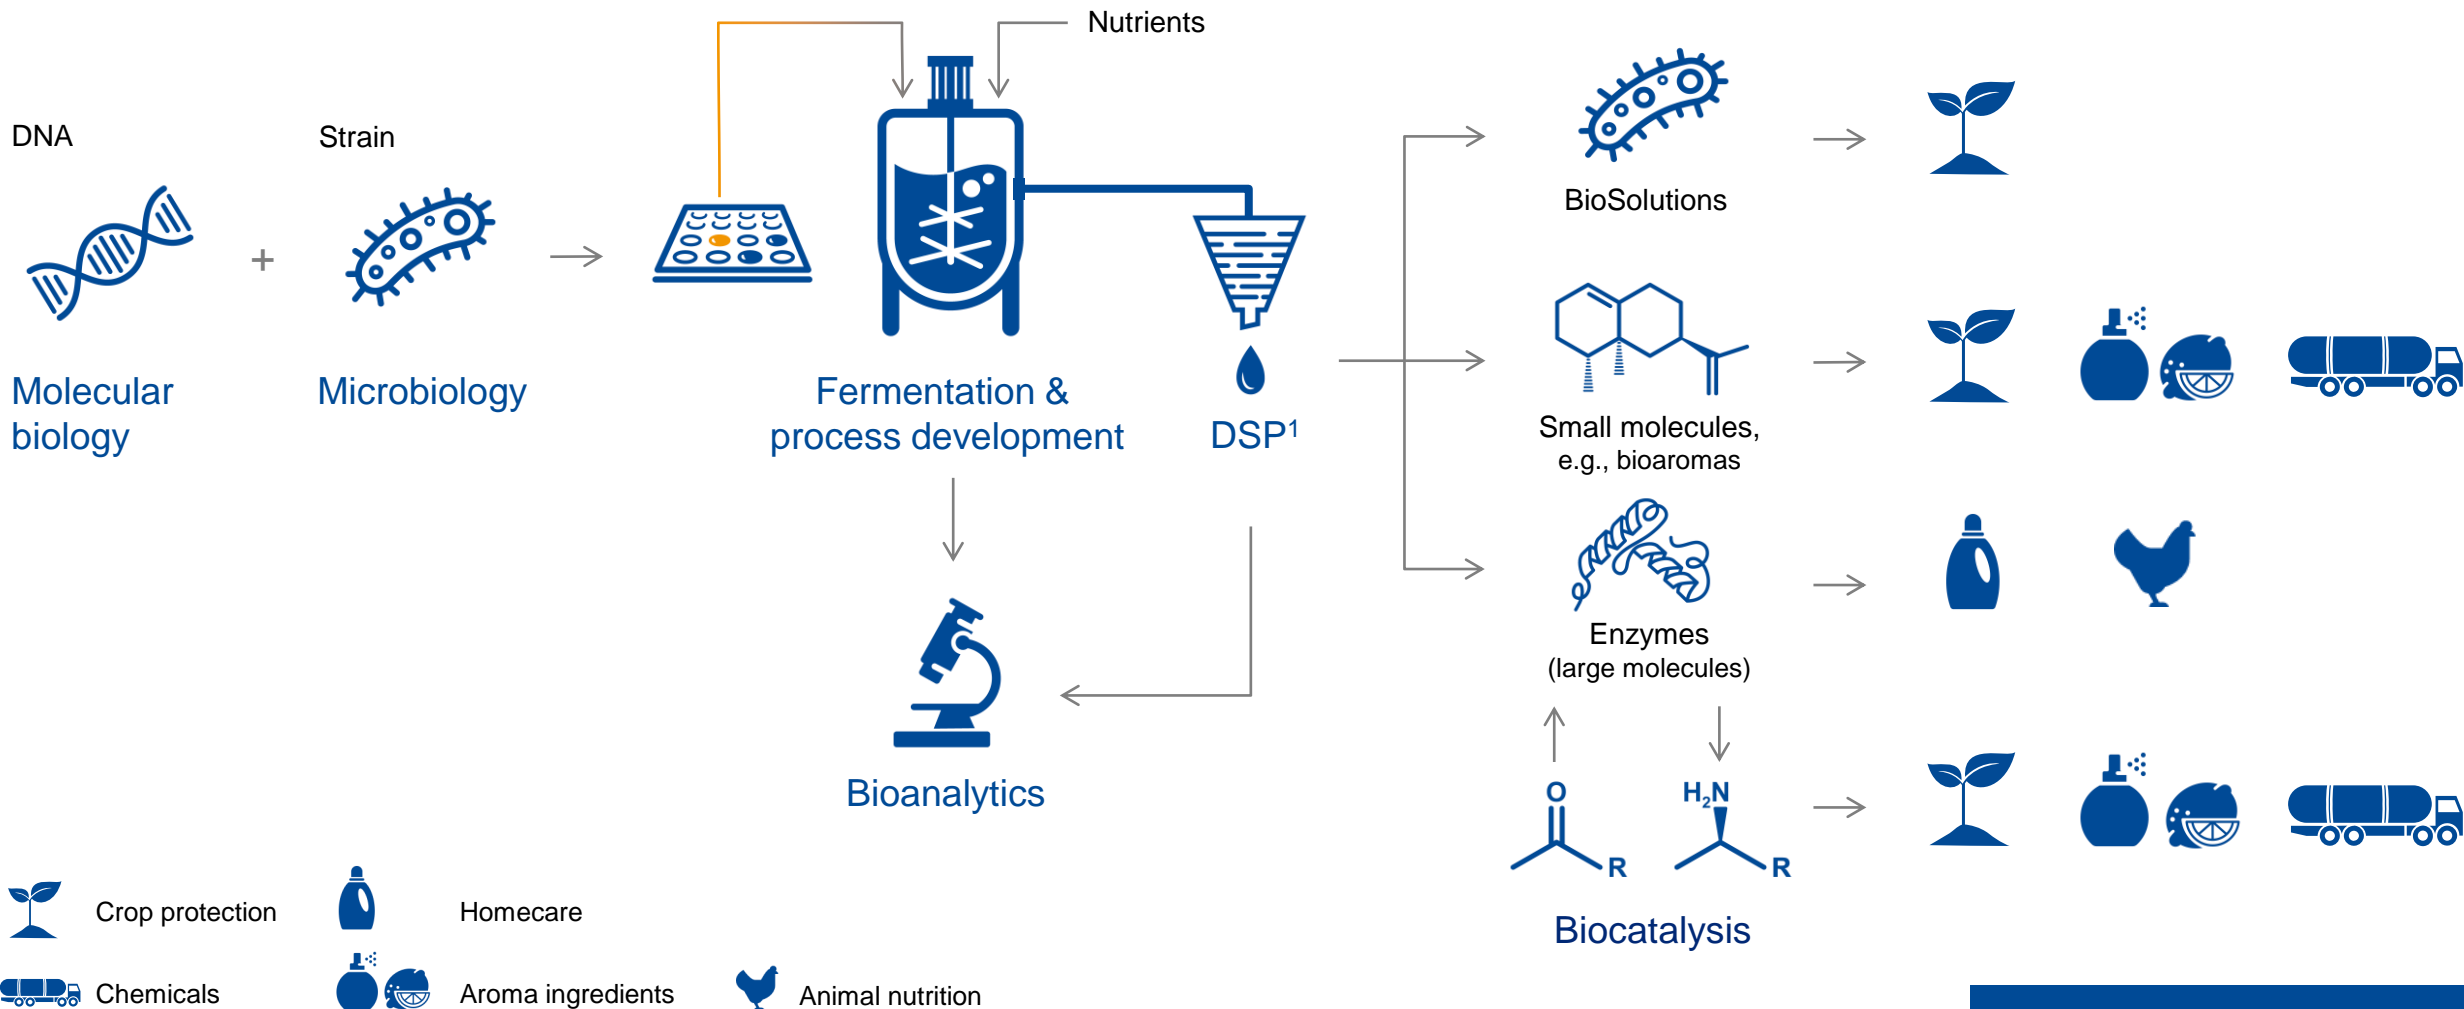 Nutrients
DNA
Strain
+
BioSolutions
Molecular
biology
Microbiology
Fermentation &
process development
DSP¹
Small molecules,
e.g., bioaromas
Enzymes
(large molecules)
Bioanalytics
O
R
H₂N
R
Biocatalysis
Crop protection
Homecare
Chemicals
Aroma ingredients
Animal nutrition